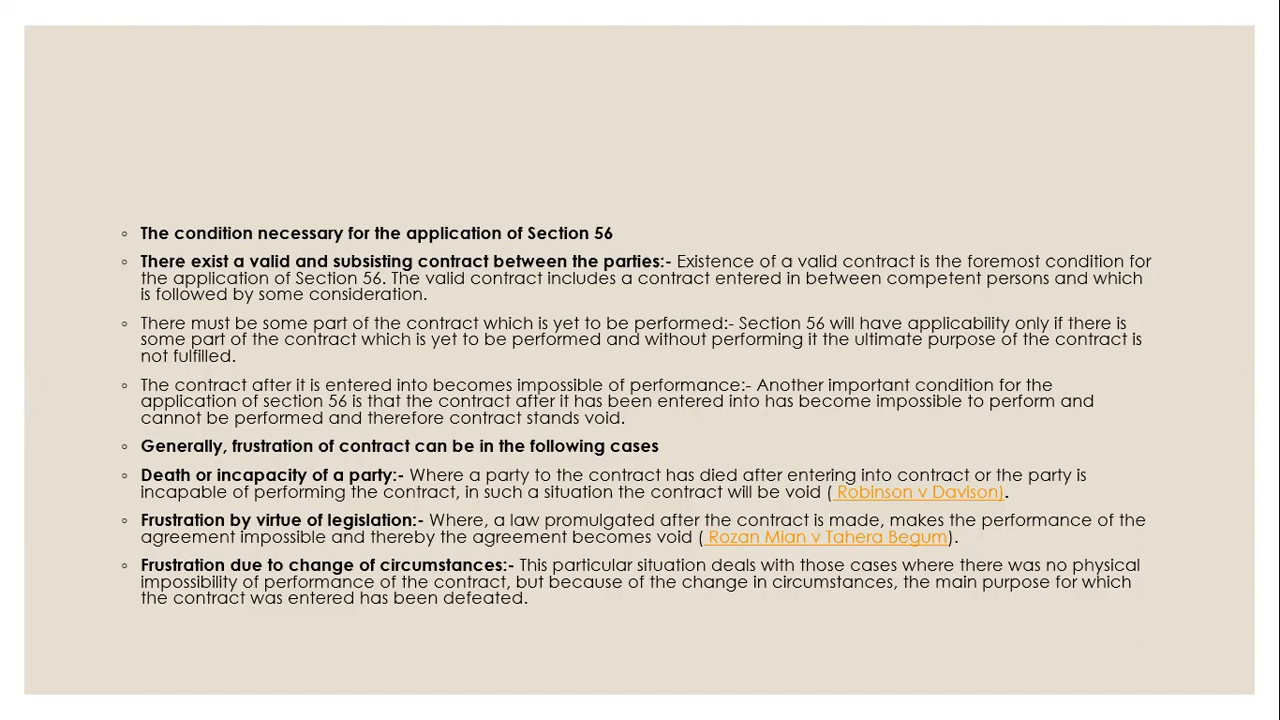 ◦ The condition necessary for the application of Section 56
◦ There exist a valid and subsisting contract between the parties:- Existence of a valid contract is the foremost condition for
the application of Section 56. The valid contract includes a contract entered in between competent persons and which
is followed by some consideration.
◦ There must be some part of the contract which is yet to be performed:- Section 56 will have applicability only if there is
some part of the contract which is yet to be performed and without performing it the ultimate purpose of the contract is
not fulfilled.
◦ The contract after it is entered into becomes impossible of performance:- Another important condition for the
application of section 56 is that the contract after it has been entered into has become impossible to perform and
cannot be performed and therefore contract stands void.
◦ Generally, frustration of contract can be in the following cases
◦ Death or incapacity of a party:- Where a party to the contract has died after entering into contract or the party is
incapable of performing the contract, in such a situation the contract will be void ( Robinson v Davison).
◦ Frustration by virtue of legislation:- Where, a law promulgated after the contract is made, makes the performance of the
agreement impossible and thereby the agreement becomes void ( Rozan Mian v Tahera Begum).
◦ Frustration due to change of circumstances:- This particular situation deals with those cases where there was no physical
impossibility of performance of the contract, but because of the change in circumstances, the main purpose for which
the contract was entered has been defeated.